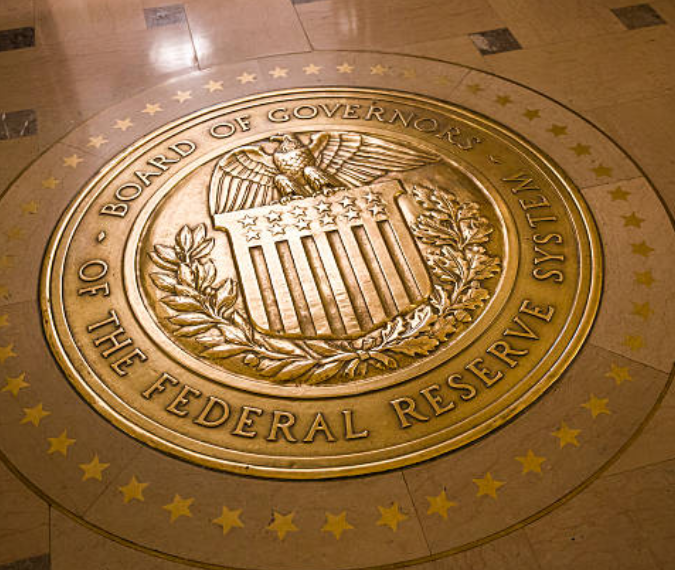 BOARD OF GOVERNORS
OF THE FEDERAL RESERVE SYSTEM